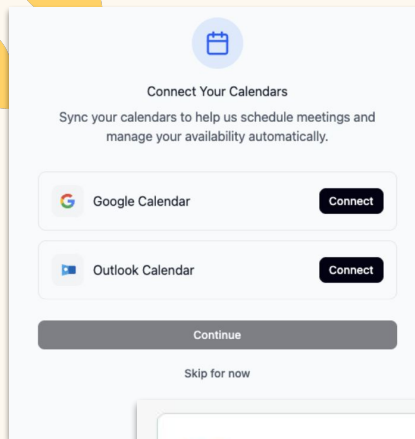 Connect Your Calendars
Sync your calendars to help us schedule meetings and
manage your availability automatically.
Google Calendar
Connect
Outlook Calendar
Connect
Continue
Skip for now